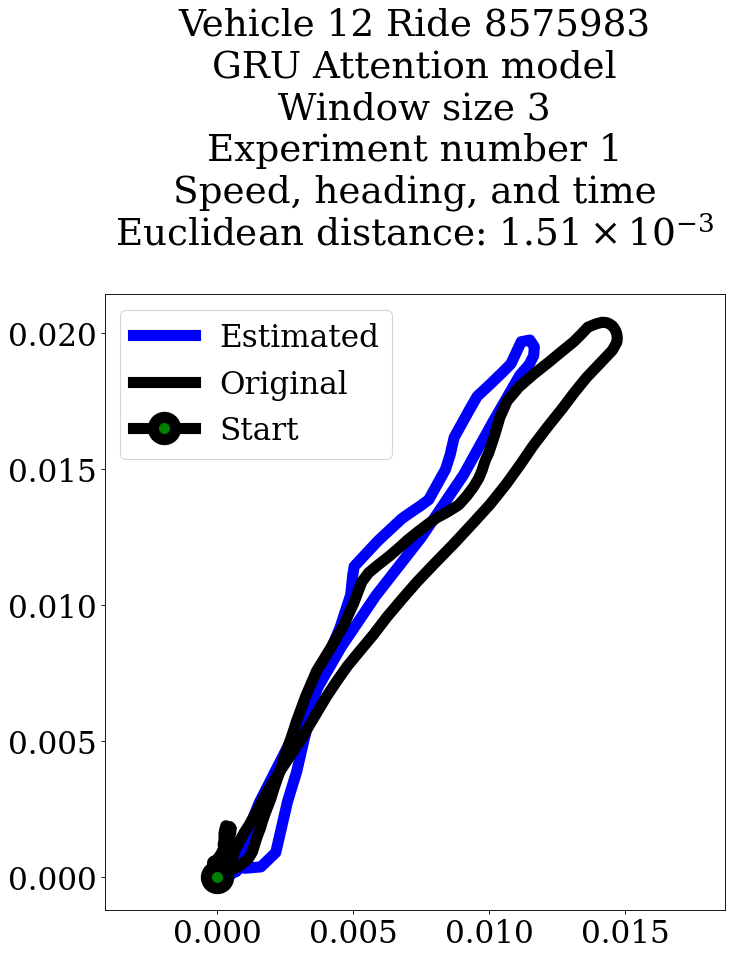 Vehicle 12 Ride 8575983
GRU Attention model
Window size 3
Experiment number 1
Speed, heading, and time
Euclidean distance: 1.51 × 10⁻³
Estimated
Original
Start
0.020
0.015
0.010
0.005
0.000
0.000 0.005 0.010 0.015